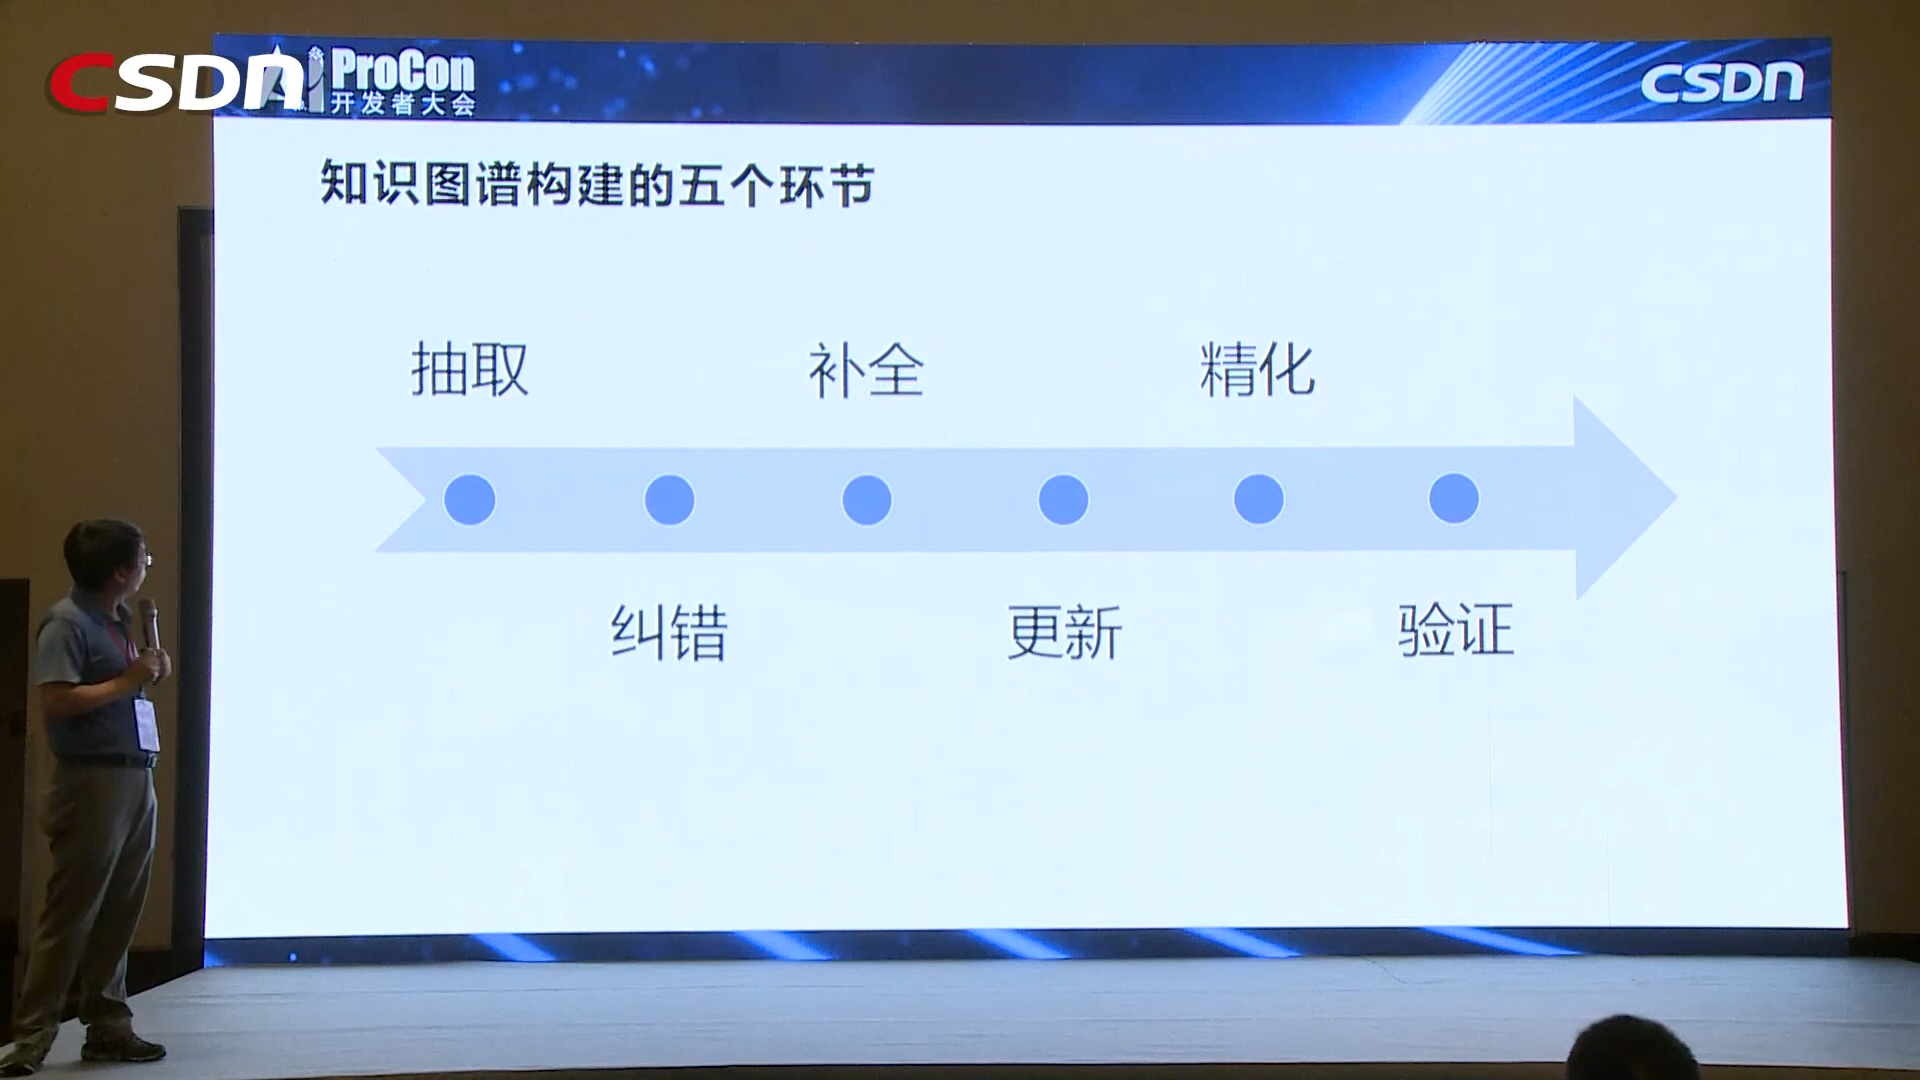 CSDN
ProCon
开发者大会
CSDN
知识图谱构建的五个环节
抽取
补全
精化
纠错
更新
验证